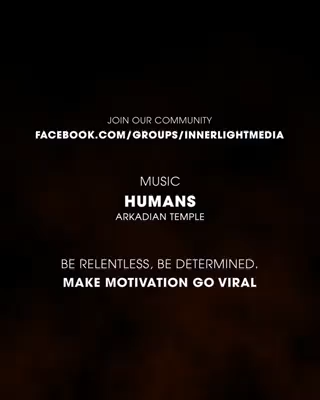 JOIN OUR COMMUNITY
FACEBOOK.COM/GROUPS/INNERLIGHTMEDIA
MUSIC
HUMANS
ARKADIAN TEMPLE
BE RELENTLESS, BE DETERMINED.
MAKE MOTIVATION GO VIRAL